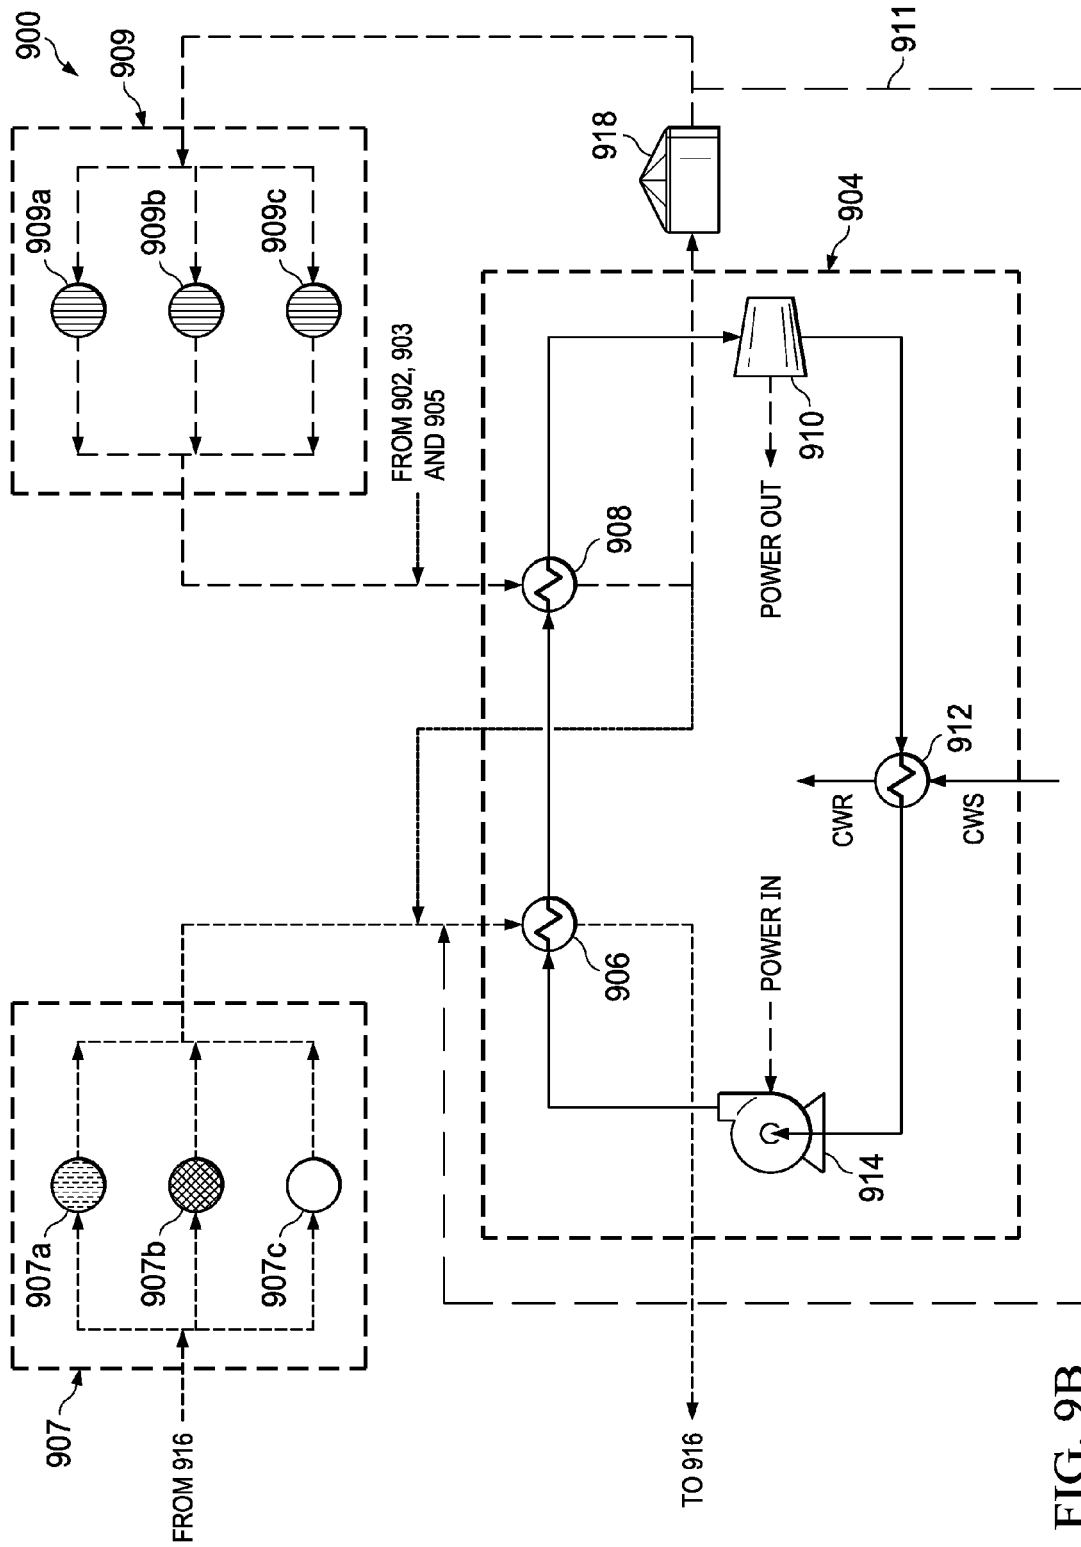 900
907
907a
909a
909
907b
909b
FROM 916
907c
909c
FROM 902, 903
AND 905
906
908
918
TO 916
POWER IN
POWER OUT
910
CWR
904
914
911
912
CWS
FIG. 9B